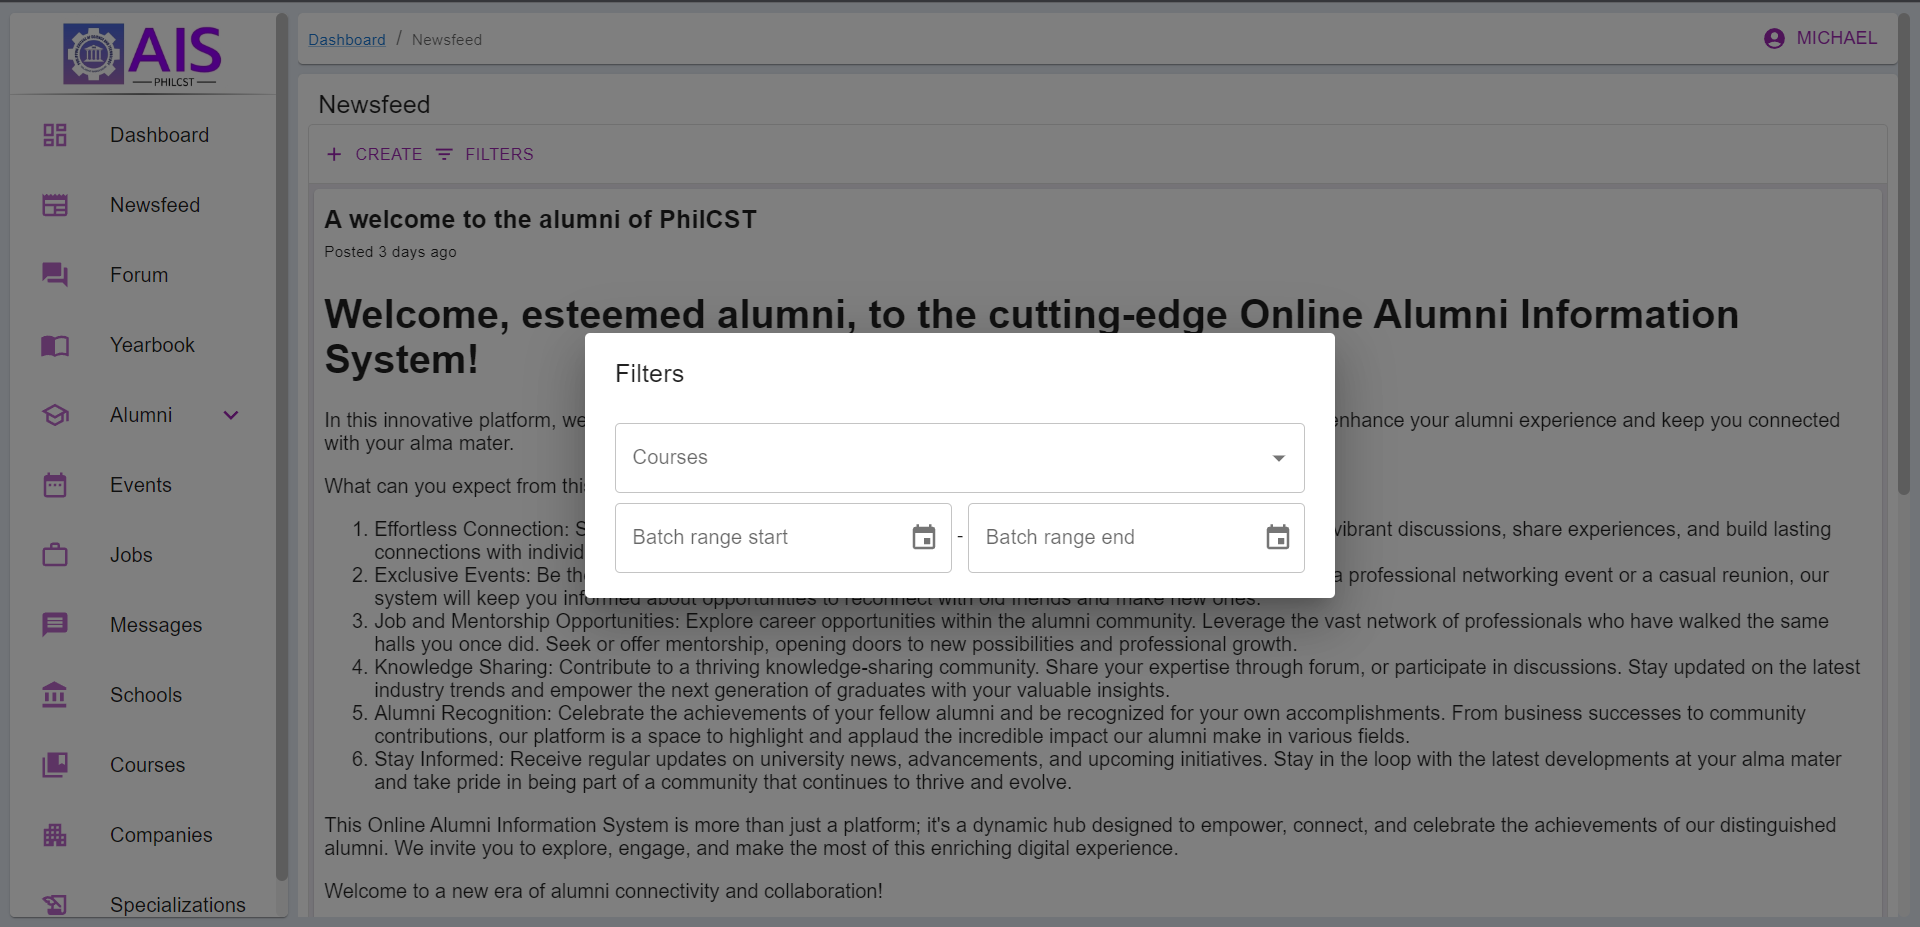 AIS
PHILCST
Dashboard
Newsfeed
Forum
Yearbook
Alumni
Events
Jobs
Messages
Schools
Courses
Companies
Specializations
Dashboard / Newsfeed
MICHAEL
Newsfeed
+ CREATE FILTERS
A welcome to the alumni of PhilCST
Posted 3 days ago
Welcome, esteemed alumni, to the cutting-edge Online Alumni Information
System!
In this innovative platform, we
enhance your alumni experience and keep you connected
with your alma mater.
What can you expect from this
1. Effortless Connection: S
vibrant discussions, share experiences, and build lasting
connections with individ
2. Exclusive Events: Be the
a professional networking event or a casual reunion, our
system will keep you informed about opportunities to reconnect with old friends and make new ones.
3. Job and Mentorship Opportunities: Explore career opportunities within the alumni community. Leverage the vast network of professionals who have walked the same
halls you once did. Seek or offer mentorship, opening doors to new possibilities and professional growth.
4. Knowledge Sharing: Contribute to a thriving knowledge-sharing community. Share your expertise through forum, or participate in discussions. Stay updated on the latest
industry trends and empower the next generation of graduates with your valuable insights.
5. Alumni Recognition: Celebrate the achievements of your fellow alumni and be recognized for your own accomplishments. From business successes to community
contributions, our platform is a space to highlight and applaud the incredible impact our alumni make in various fields.
6. Stay Informed: Receive regular updates on university news, advancements, and upcoming initiatives. Stay in the loop with the latest developments at your alma mater
and take pride in being part of a community that continues to thrive and evolve.
This Online Alumni Information System is more than just a platform; it's a dynamic hub designed to empower, connect, and celebrate the achievements of our distinguished
alumni. We invite you to explore, engage, and make the most of this enriching digital experience.
Welcome to a new era of alumni connectivity and collaboration!
Filters
Courses
Batch range start - Batch range end